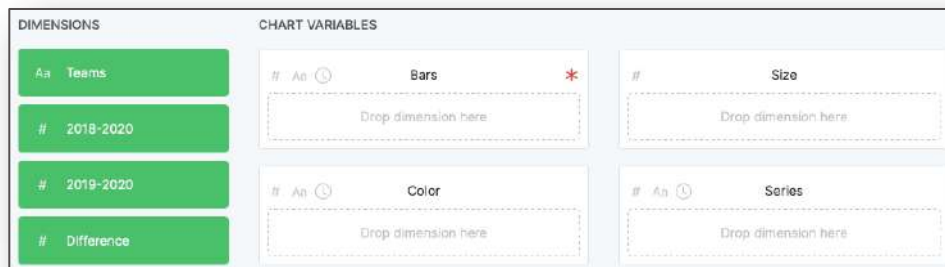 DIMENSIONS
CHART VARIABLES
Aa Teams
# 2018-2020
# 2019-2020
# Difference
# Aa Bars *
Drop dimension here
# Size
Drop dimension here
# Aa Color
Drop dimension here
# Aa Series
Drop dimension here